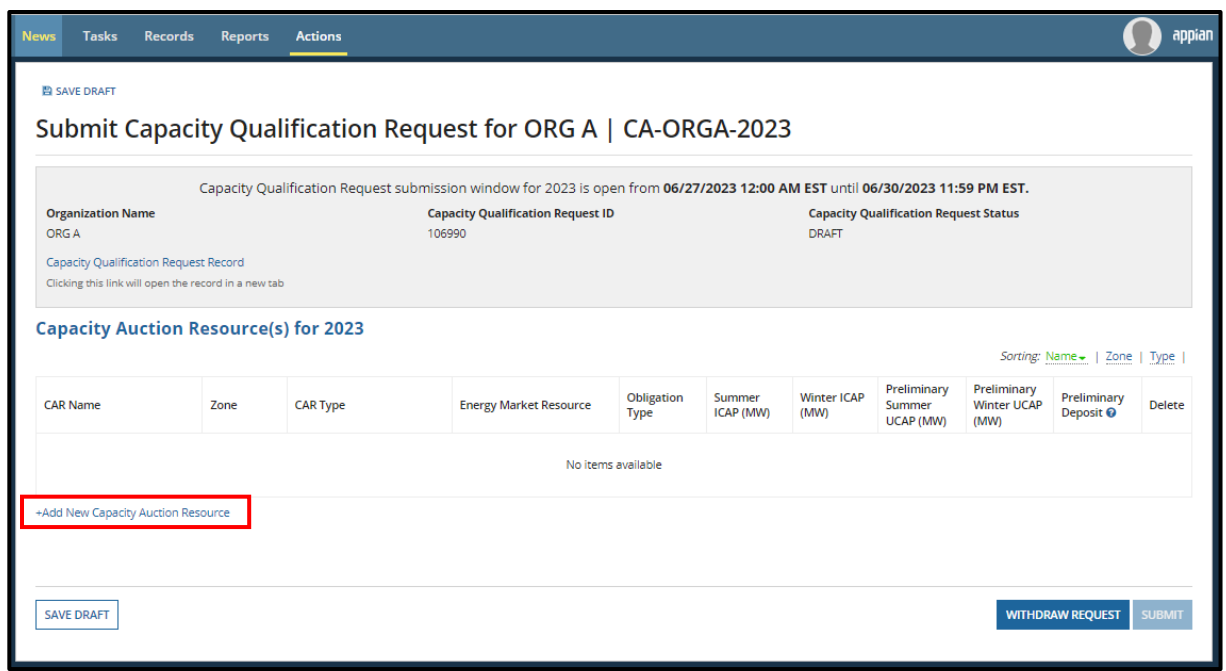 News Tasks Records Reports Actions appian
SAVE DRAFT
Submit Capacity Qualification Request for ORG A | CA-ORGA-2023
Capacity Qualification Request submission window for 2023 is open from 06/27/2023 12:00 AM EST until 06/30/2023 11:59 PM EST.
Organization Name Capacity Qualification Request ID Capacity Qualification Request Status
ORG A 106990 DRAFT
Capacity Qualification Request Record
Clicking this link will open the record in a new tab
Capacity Auction Resource(s) for 2023
Sorting: Name | Zone | Type |
CAR Name Zone CAR Type Energy Market Resource Obligation Type Summer ICAP (MW) Winter ICAP (MW) Preliminary Summer UCAP (MW) Preliminary Winter UCAP (MW) Preliminary Deposit ? Delete
No items available
+Add New Capacity Auction Resource
SAVE DRAFT WITHDRAW REQUEST SUBMIT